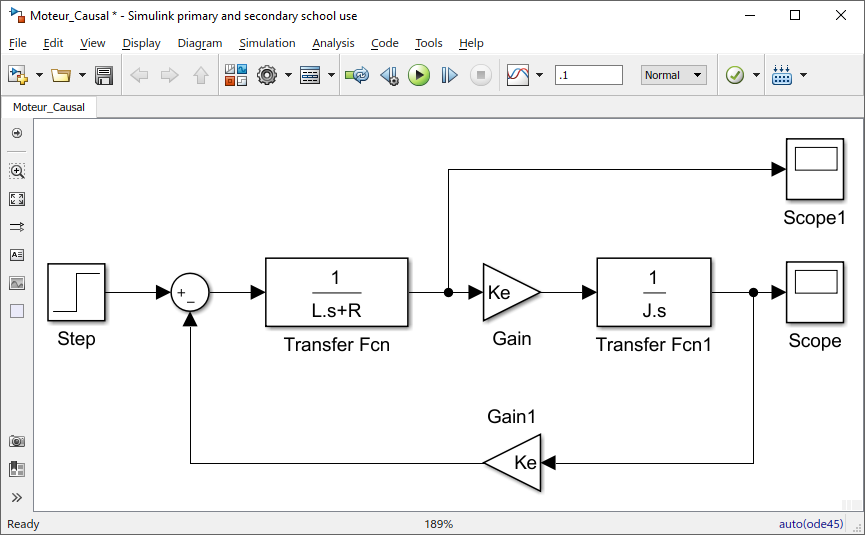 Moteur_Causal * - Simulink primary and secondary school use
File Edit View Display Diagram Simulation Analysis Code Tools Help
.1 Normal
Moteur_Causal
Scope1
1
L.s+R
Ke
1
J.s
+
_
Step
Transfer Fcn
Gain
Transfer Fcn1
Scope
Gain1
Ke
AΞ
Ready 189% auto(ode45)